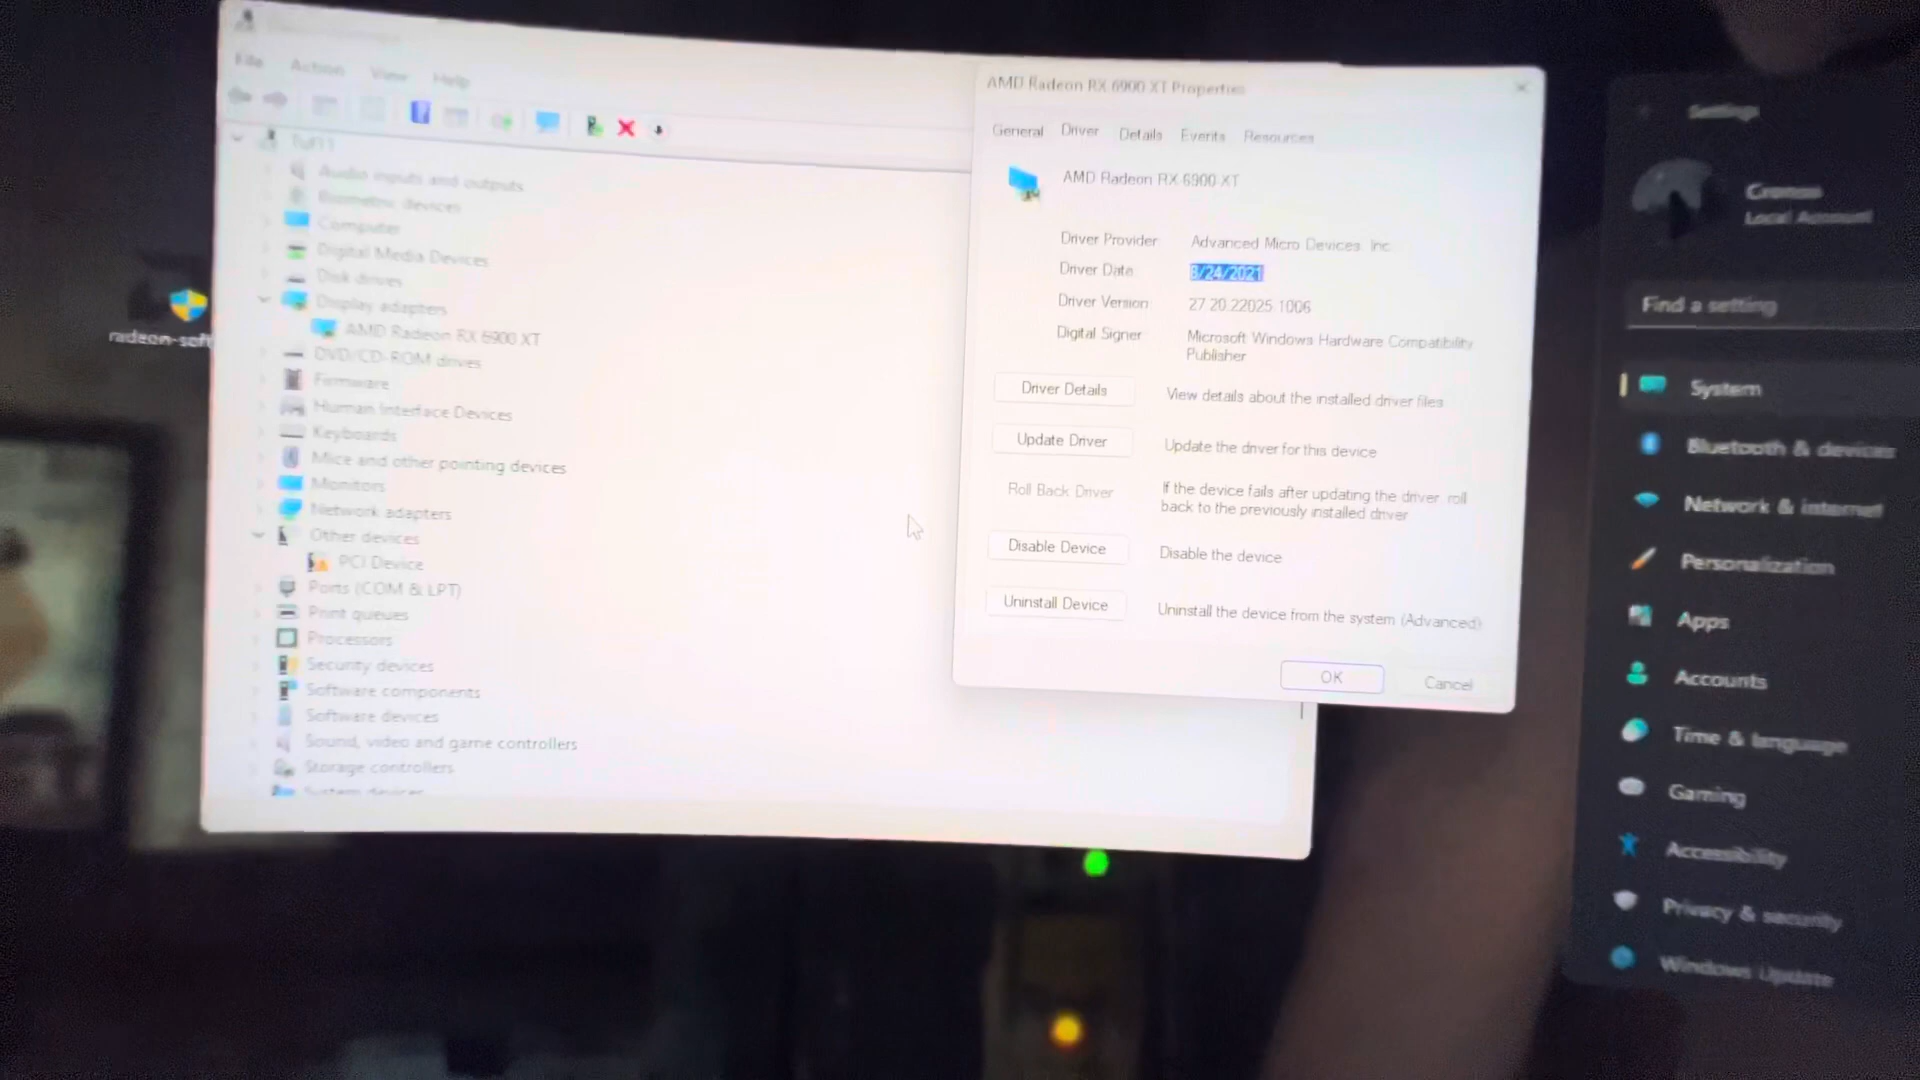 File Action View Help
Tuf11
Audio inputs and outputs
Biometric devices
Computer
Digital Media Devices
Disk drives
Display adapters
AMD Radeon RX 6900 XT
DVD/CD-ROM drives
Firmware
Human Interface Devices
Keyboards
Mice and other pointing devices
Monitors
Network adapters
Other devices
PCI Device
Ports (COM & LPT)
Print queues
Processors
Security devices
Software components
Software devices
Sound, video and game controllers
Storage controllers
System devices
radeon-soft
AMD Radeon RX 6900 XT Properties
General Driver Details Events Resources
AMD Radeon RX 6900 XT
Driver Provider Advanced Micro Devices, Inc.
Driver Date 8/24/2021
Driver Version 27.20.22025.1006
Digital Signer Microsoft Windows Hardware Compatibility
Publisher
Driver Details View details about the installed driver files.
Update Driver Update the driver for this device.
Roll Back Driver If the device fails after updating the driver, roll
back to the previously installed driver.
Disable Device Disable the device.
Uninstall Device Uninstall the device from the system (Advanced).
OK Cancel
Settings
Cronos
Local Account
Find a setting
System
Bluetooth & devices
Network & internet
Personalization
Apps
Accounts
Time & language
Gaming
Accessibility
Privacy & security
Windows Update